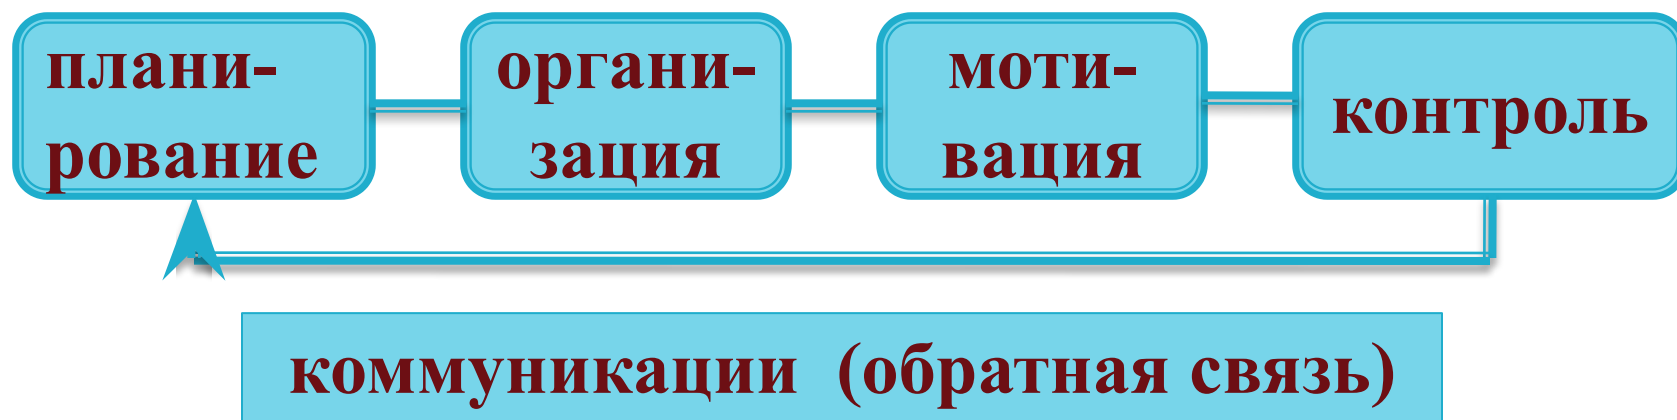 плани-
рование
органи-
зация
моти-
вация
контроль
коммуникации (обратная связь)